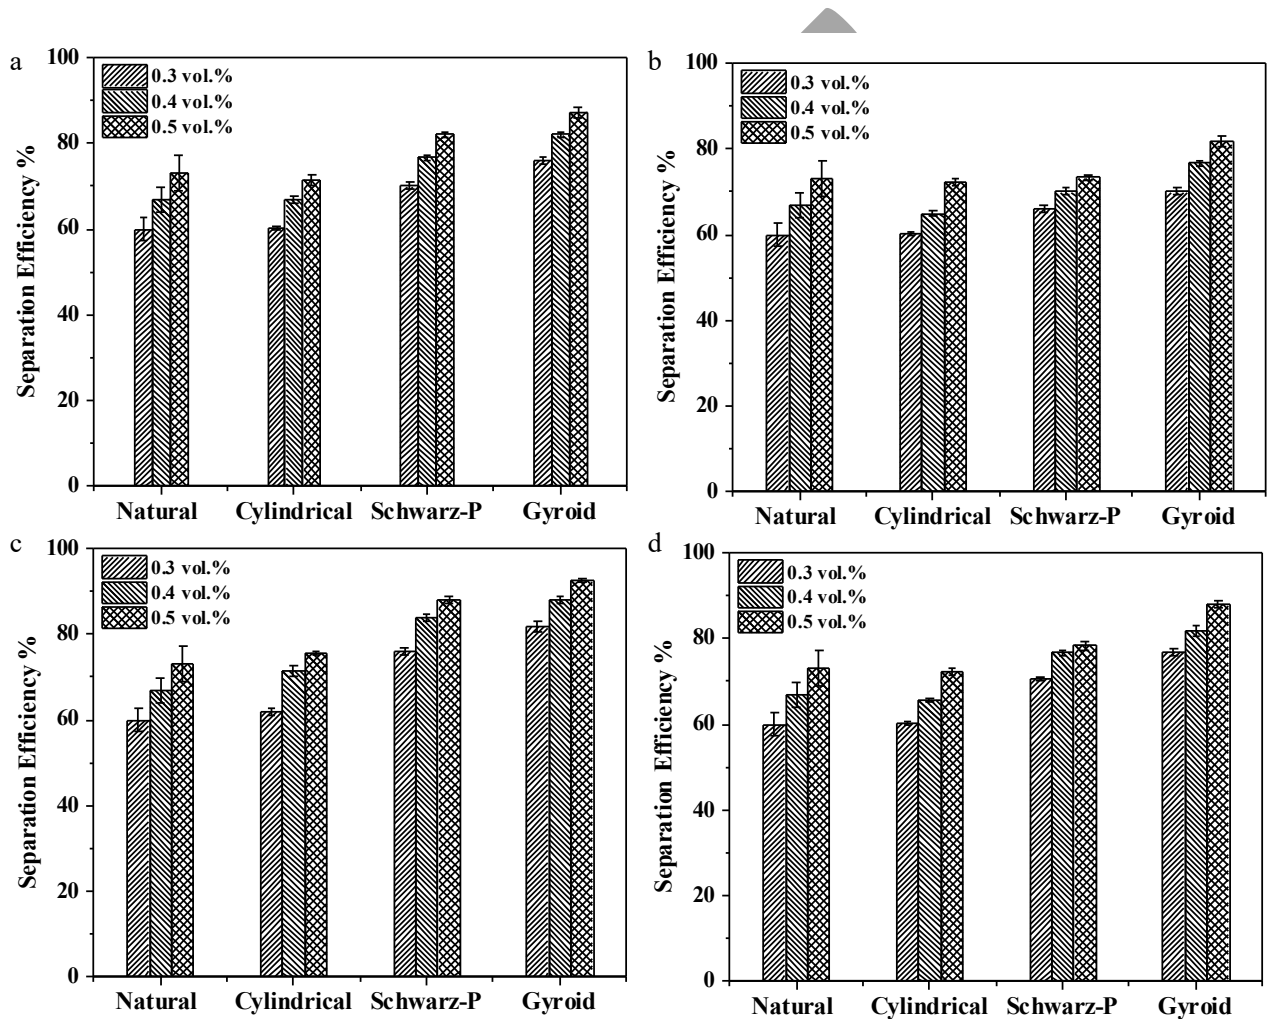 a
100
80
60
40
20
0
Separation Efficiency %
0.3 vol.%
0.4 vol.%
0.5 vol.%
Natural Cylindrical Schwarz-P Gyroid
b
100
80
60
40
20
0
Separation Efficiency %
0.3 vol.%
0.4 vol.%
0.5 vol.%
Natural Cylindrical Schwarz-P Gyroid
c
100
80
60
40
20
0
Separation Efficiency %
0.3 vol.%
0.4 vol.%
0.5 vol.%
Natural Cylindrical Schwarz-P Gyroid
d
100
80
60
40
20
0
Separation Efficiency %
0.3 vol.%
0.4 vol.%
0.5 vol.%
Natural Cylindrical Schwarz-P Gyroid